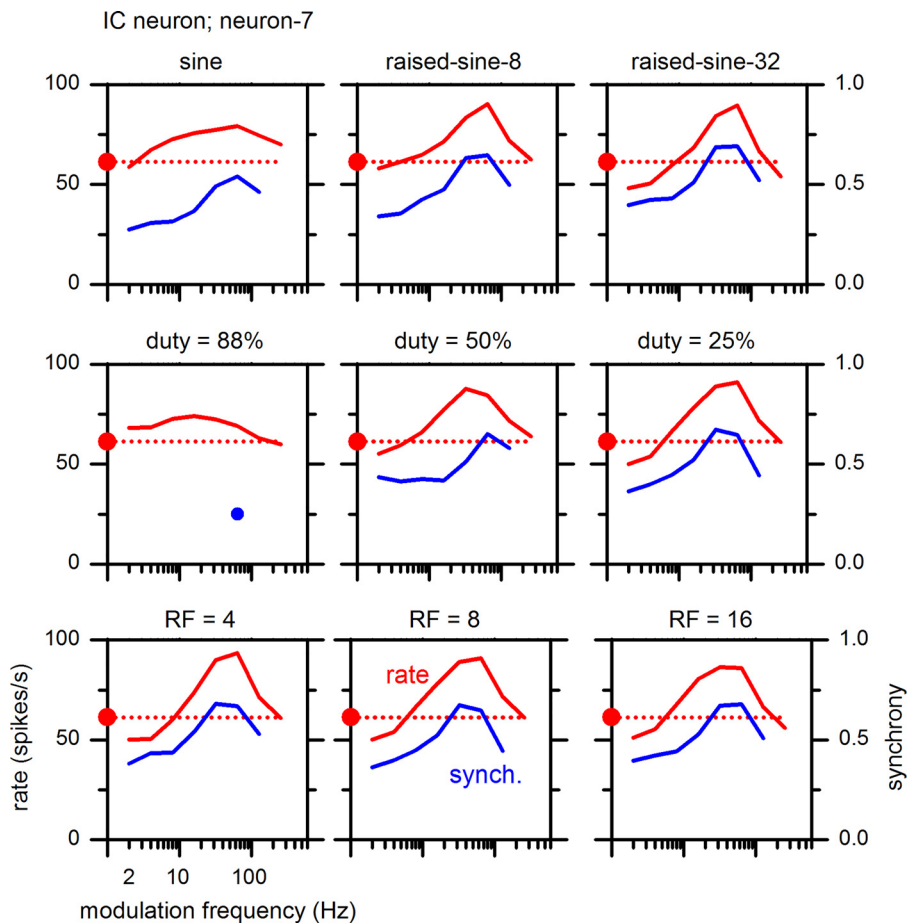 IC neuron; neuron-7
sine
raised-sine-8
raised-sine-32
100
50
0
1.0
0.5
0.0
duty = 88%
duty = 50%
duty = 25%
100
50
0
1.0
0.5
0.0
RF = 4
RF = 8
RF = 16
100
50
0
rate
synch.
1.0
0.5
0.0
rate (spikes/s)
synchrony
2 10 100
modulation frequency (Hz)